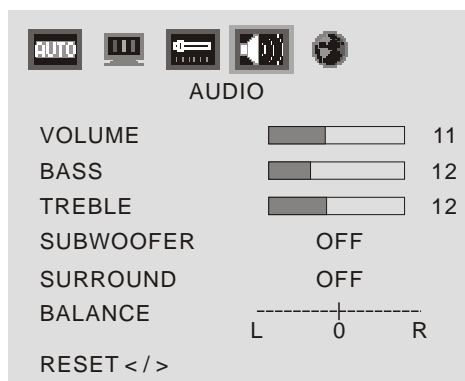 AUTO
AUDIO
VOLUME 11
BASS 12
TREBLE 12
SUBWOOFER OFF
SURROUND OFF
BALANCE
L 0 R
RESET < / >